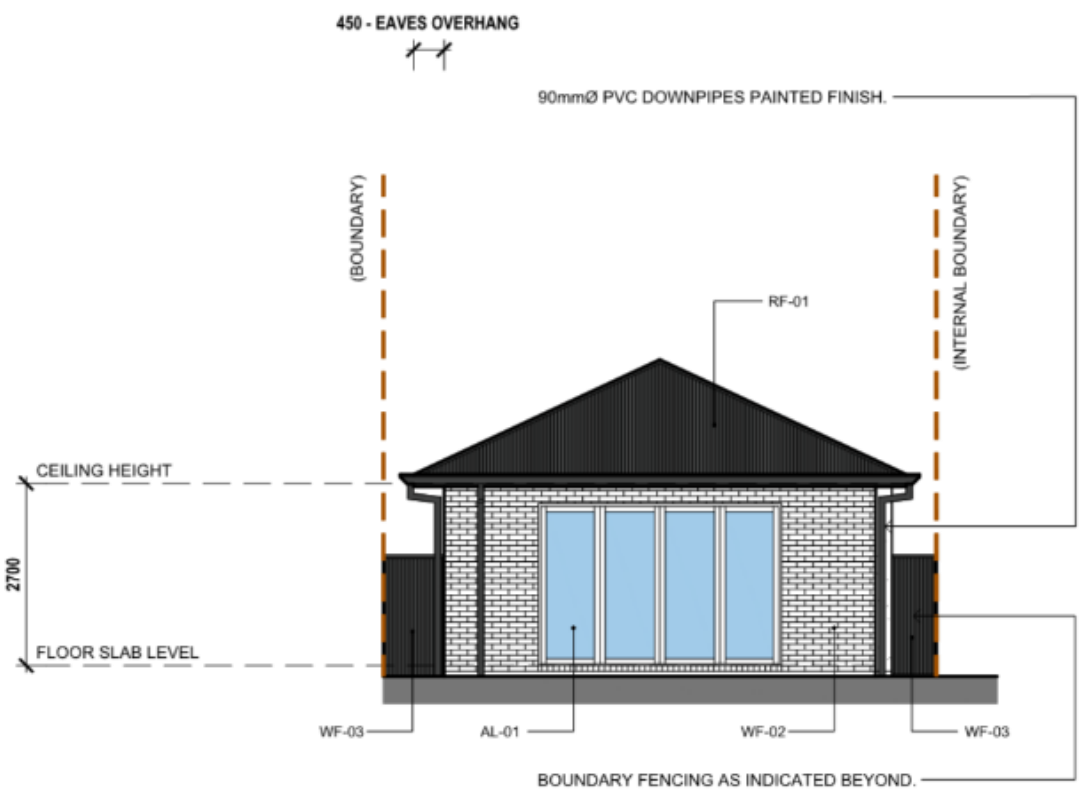 450 - EAVES OVERHANG
90mmØ PVC DOWNPIPES PAINTED FINISH.
(BOUNDARY)
(INTERNAL BOUNDARY)
RF-01
CEILING HEIGHT
2700
FLOOR SLAB LEVEL
WF-03
AL-01
WF-02
WF-03
BOUNDARY FENCING AS INDICATED BEYOND.